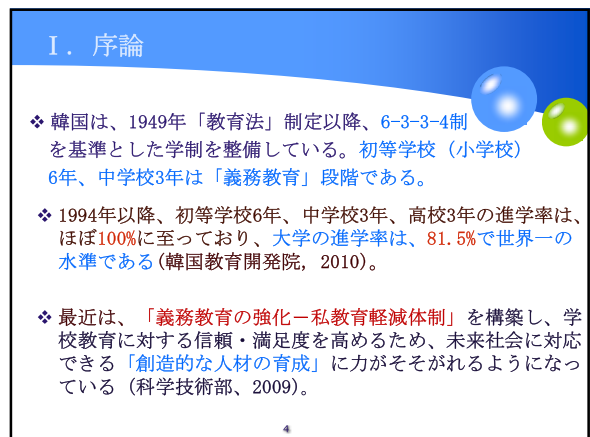 Ⅰ. 序論
❖ 韓国は、1949年「教育法」制定以降、6-3-3-4制
を基準とした学制を整備している。初等学校（小学校）
6年、中学校3年は「義務教育」段階である。
❖ 1994年以降、初等学校6年、中学校3年、高校3年の進学率は、
ほぼ100%に至っており、大学の進学率は、81.5%で世界一の
水準である(韓国教育開発院, 2010)。
❖ 最近は、「義務教育の強化－私教育軽減体制」を構築し、学
校教育に対する信頼・満足度を高めるため、未来社会に対応
できる「創造的な人材の育成」に力がそそがれるようになっ
ている (科学技術部、2009)。
4